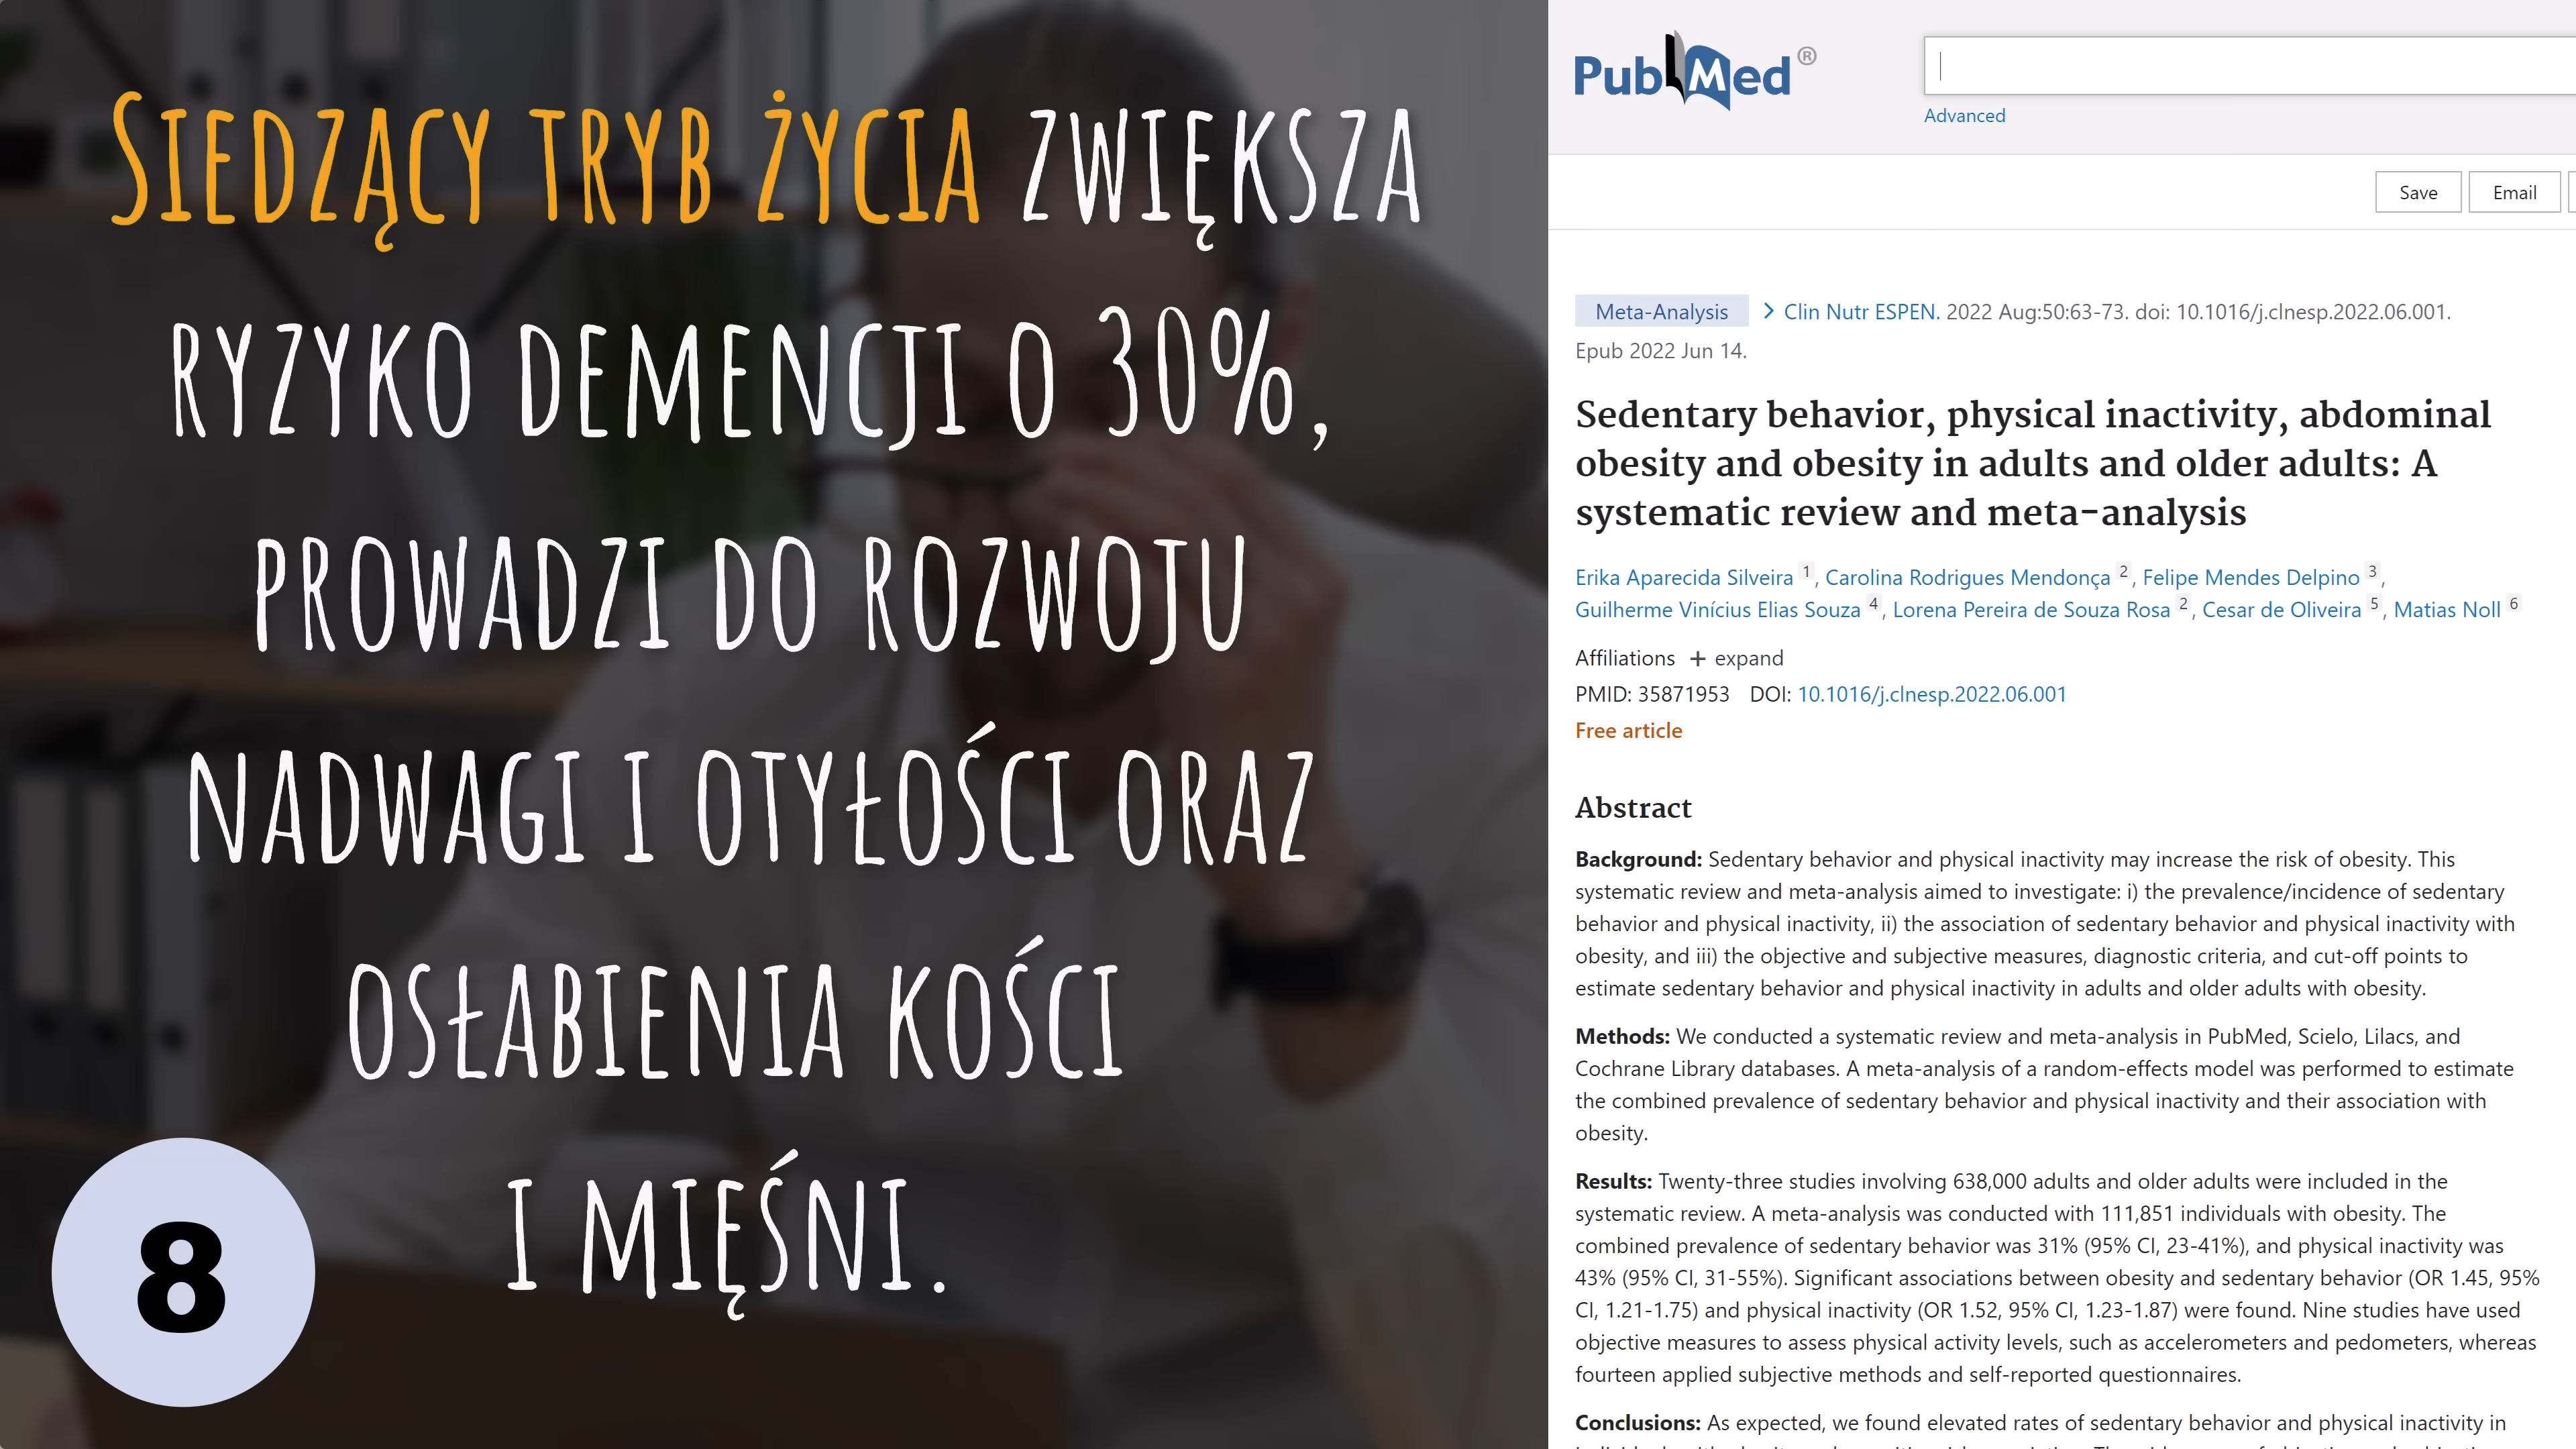 Siedzący tryb życia zwiększa
ryzyko demencji o 30%,
prowadzi do rozwoju
nadwagi i otyłości oraz
osłabienia kości
i mięśni.
8
PubMed®
Advanced
Save
Email
Meta-Analysis > Clin Nutr ESPEN. 2022 Aug:50:63-73. doi: 10.1016/j.clnesp.2022.06.001.
Epub 2022 Jun 14.
Sedentary behavior, physical inactivity, abdominal
obesity and obesity in adults and older adults: A
systematic review and meta-analysis
Erika Aparecida Silveira 1, Carolina Rodrigues Mendonça 2, Felipe Mendes Delpino 3,
Guilherme Vinícius Elias Souza 4, Lorena Pereira de Souza Rosa 2, Cesar de Oliveira 5, Matias Noll 6
Affiliations + expand
PMID: 35871953 DOI: 10.1016/j.clnesp.2022.06.001
Free article
Abstract
Background: Sedentary behavior and physical inactivity may increase the risk of obesity. This
systematic review and meta-analysis aimed to investigate: i) the prevalence/incidence of sedentary
behavior and physical inactivity, ii) the association of sedentary behavior and physical inactivity with
obesity, and iii) the objective and subjective measures, diagnostic criteria, and cut-off points to
estimate sedentary behavior and physical inactivity in adults and older adults with obesity.
Methods: We conducted a systematic review and meta-analysis in PubMed, Scielo, Lilacs, and
Cochrane Library databases. A meta-analysis of a random-effects model was performed to estimate
the combined prevalence of sedentary behavior and physical inactivity and their association with
obesity.
Results: Twenty-three studies involving 638,000 adults and older adults were included in the
systematic review. A meta-analysis was conducted with 111,851 individuals with obesity. The
combined prevalence of sedentary behavior was 31% (95% CI, 23-41%), and physical inactivity was
43% (95% CI, 31-55%). Significant associations between obesity and sedentary behavior (OR 1.45, 95%
CI, 1.21-1.75) and physical inactivity (OR 1.52, 95% CI, 1.23-1.87) were found. Nine studies have used
objective measures to assess physical activity levels, such as accelerometers and pedometers, whereas
fourteen applied subjective methods and self-reported questionnaires.
Conclusions: As expected, we found elevated rates of sedentary behavior and physical inactivity in